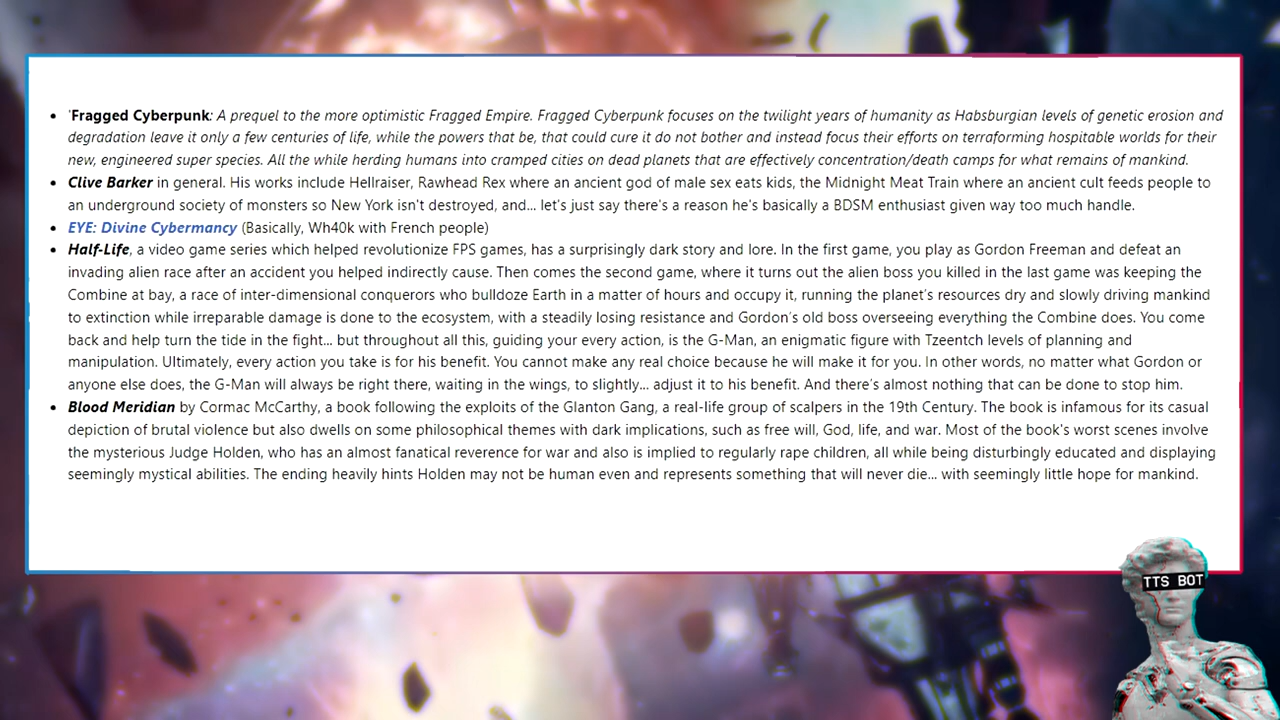 • 'Fragged Cyberpunk: A prequel to the more optimistic Fragged Empire. Fragged Cyberpunk focuses on the twilight years of humanity as Habsburgian levels of genetic erosion and
degradation leave it only a few centuries of life, while the powers that be, that could cure it do not bother and instead focus their efforts on terraforming hospitable worlds for their
new, engineered super species. All the while herding humans into cramped cities on dead planets that are effectively concentration/death camps for what remains of mankind.
• Clive Barker in general. His works include Hellraiser, Rawhead Rex where an ancient god of male sex eats kids, the Midnight Meat Train where an ancient cult feeds people to
an underground society of monsters so New York isn't destroyed, and... let's just say there's a reason he's basically a BDSM enthusiast given way too much handle.
• EYE: Divine Cybermancy (Basically, Wh40k with French people)
• Half-Life, a video game series which helped revolutionize FPS games, has a surprisingly dark story and lore. In the first game, you play as Gordon Freeman and defeat an
invading alien race after an accident you helped indirectly cause. Then comes the second game, where it turns out the alien boss you killed in the last game was keeping the
Combine at bay, a race of inter-dimensional conquerors who bulldoze Earth in a matter of hours and occupy it, running the planet's resources dry and slowly driving mankind
to extinction while irreparable damage is done to the ecosystem, with a steadily losing resistance and Gordon's old boss overseeing everything the Combine does. You come
back and help turn the tide in the fight... but throughout all this, guiding your every action, is the G-Man, an enigmatic figure with Tzeentch levels of planning and
manipulation. Ultimately, every action you take is for his benefit. You cannot make any real choice because he will make it for you. In other words, no matter what Gordon or
anyone else does, the G-Man will always be right there, waiting in the wings, to slightly... adjust it to his benefit. And there's almost nothing that can be done to stop him.
• Blood Meridian by Cormac McCarthy, a book following the exploits of the Glanton Gang, a real-life group of scalpers in the 19th Century. The book is infamous for its casual
depiction of brutal violence but also dwells on some philosophical themes with dark implications, such as free will, God, life, and war. Most of the book's worst scenes involve
the mysterious Judge Holden, who has an almost fanatical reverence for war and also is implied to regularly rape children, all while being disturbingly educated and displaying
seemingly mystical abilities. The ending heavily hints Holden may not be human even and represents something that will never die... with seemingly little hope for mankind.
TTS BOT